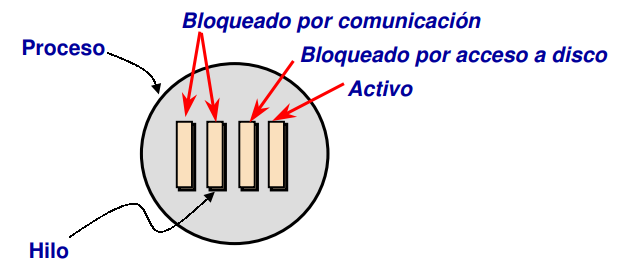 Bloqueado por comunicación
Proceso
Bloqueado por acceso a disco
Activo
Hilo